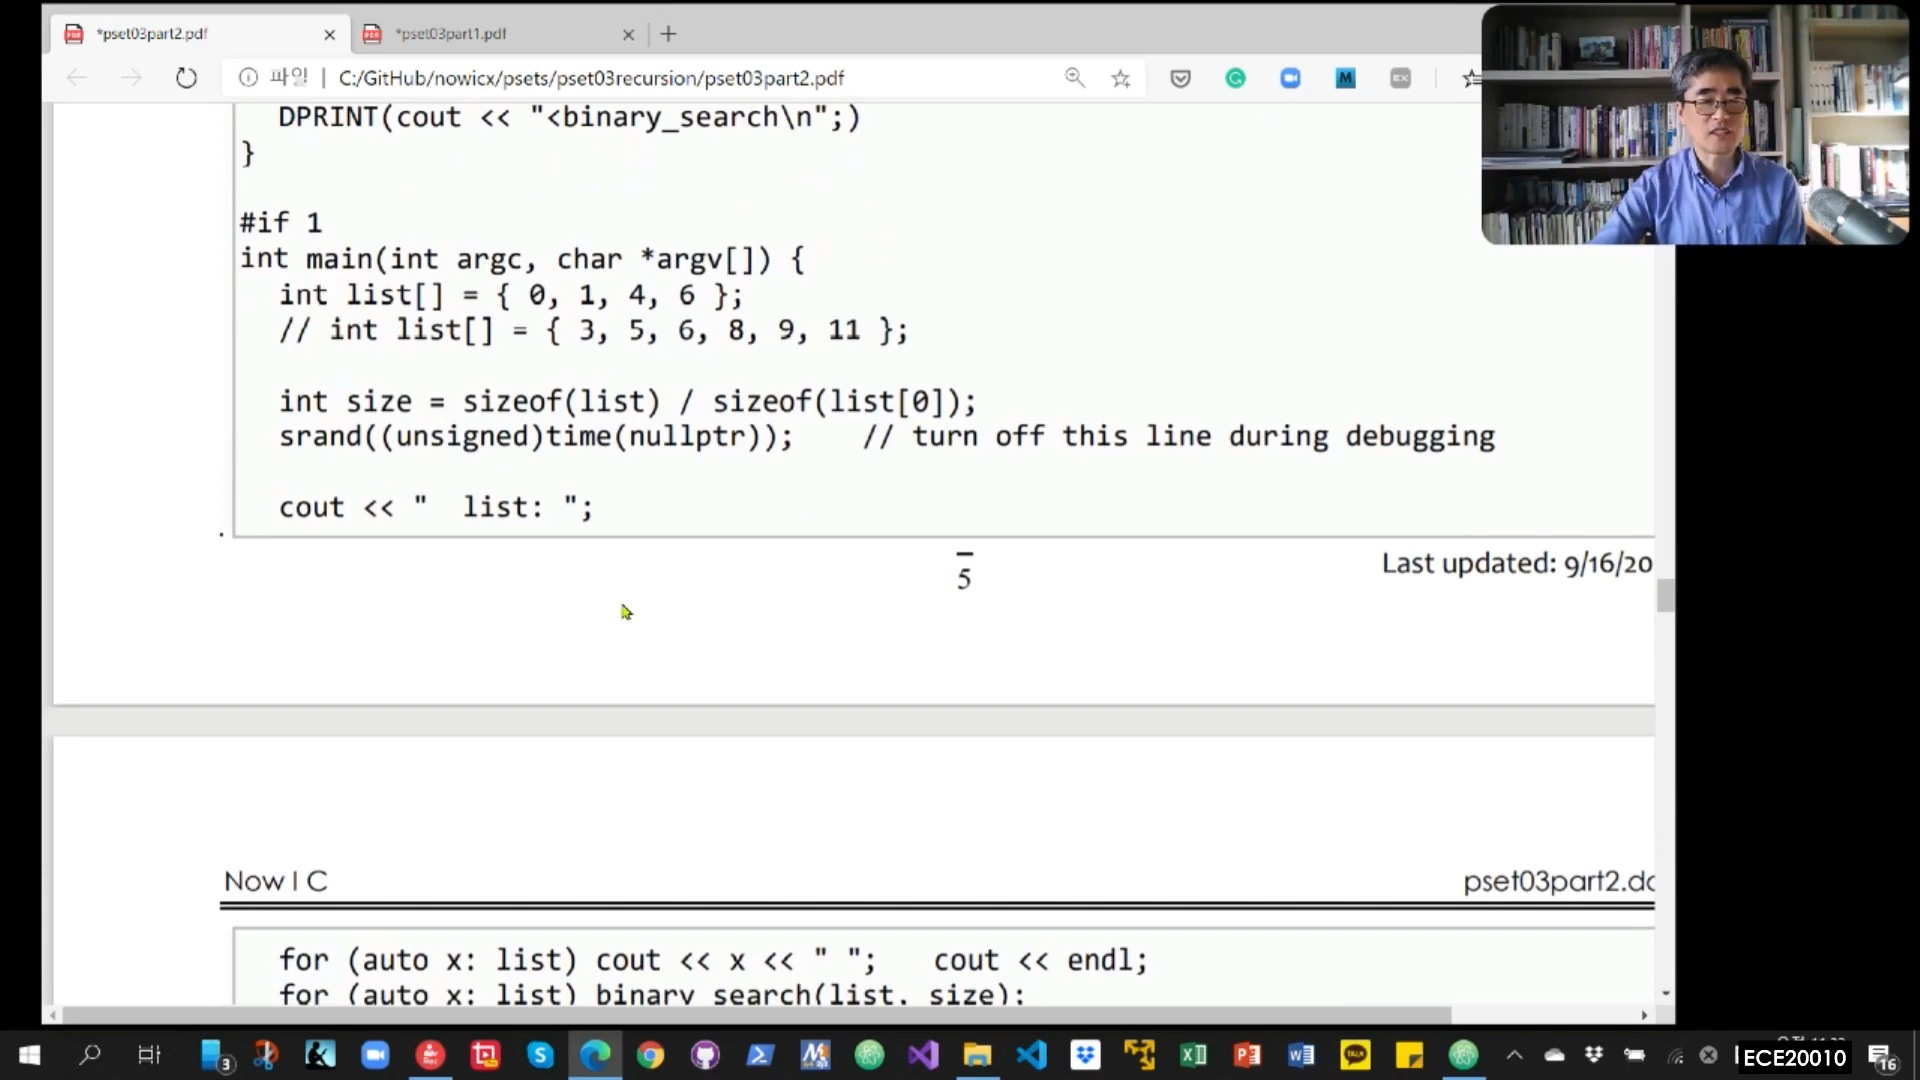 *pset03part2.pdf
*pset03part1.pdf
파일 | C:/GitHub/nowicx/psets/pset03recursion/pset03part2.pdf
DPRINT(cout << "<binary_search\n";)
}
#if 1
int main(int argc, char *argv[]) {
int list[] = { 0, 1, 4, 6 };
// int list[] = { 3, 5, 6, 8, 9, 11 };
int size = sizeof(list) / sizeof(list[0]);
srand((unsigned)time(nullptr)); // turn off this line during debugging
cout << "  list: ";
5
Last updated: 9/16/20
Now I C
pset03part2.do
for (auto x: list) cout << x << " "; cout << endl;
for (auto x: list) binary_search(list, size);
3
ECE20010
16